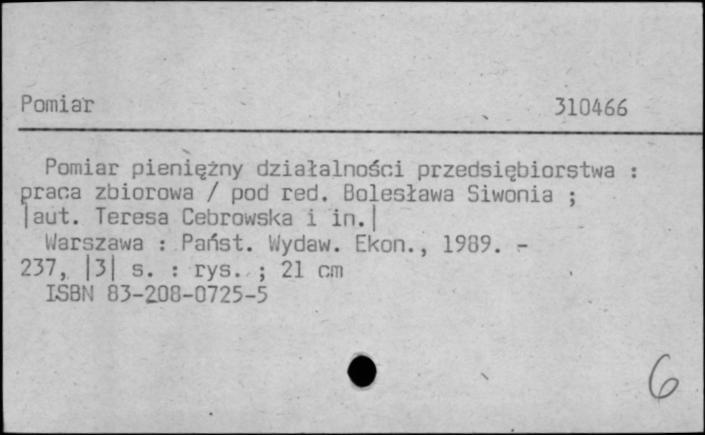 Pomiar 310466
Pomiar pieniężny działalności przedsiębiorstwa :
praca zbiorowa / pod red. Bolesława Siwonia ;
|aut. Teresa Cebrowska i in.|
Warszawa : Państ. Wydaw. Ekon., 1989. -
237, |3| s. : rys. ; 21 cm
ISBN 83-208-0725-5
6